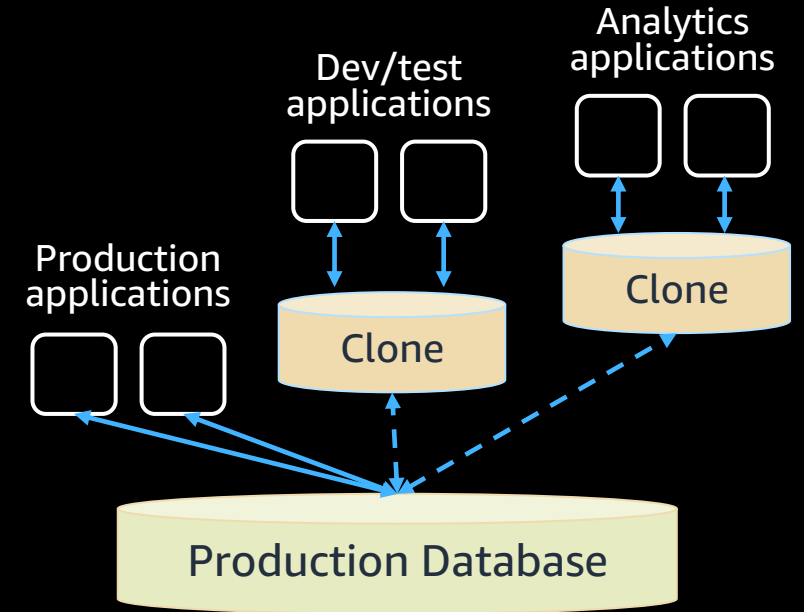 Analytics
applications
Dev/test
applications
Production
applications
Clone
Clone
Production Database